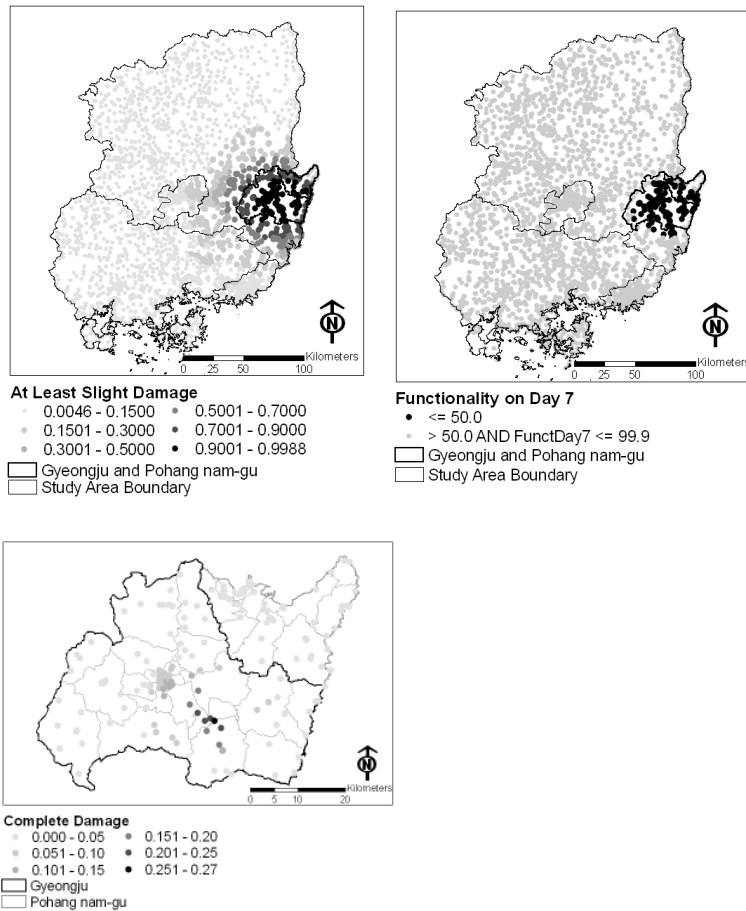 N
Kilometers
0 25 50 100
At Least Slight Damage
0.0046 - 0.1500 0.5001 - 0.7000
0.1501 - 0.3000 0.7001 - 0.9000
0.3001 - 0.5000 0.9001 - 0.9988
Gyeongju and Pohang nam-gu
Study Area Boundary
N
Kilometers
0 25 50 100
Functionality on Day 7
<= 50.0
> 50.0 AND FunctDay7 <= 99.9
Gyeongju and Pohang nam-gu
Study Area Boundary
N
Kilometers
0 5 10 20
Complete Damage
0.000 - 0.05 0.151 - 0.20
0.051 - 0.10 0.201 - 0.25
0.101 - 0.15 0.251 - 0.27
Gyeongju
Pohang nam-gu